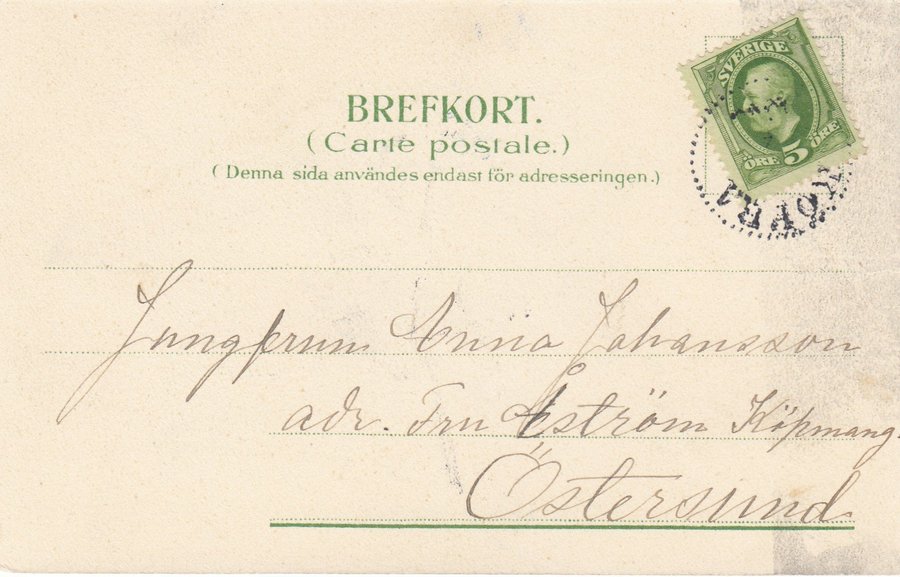 BREFKORT.
(Carte postale.)
(Denna sida användes endast för adresseringen.)
SVERIGE
ÖRE 5 ÖRE
Jungfrun Anna Johansson
adr. Fru Åström Köpmang.
Östersund